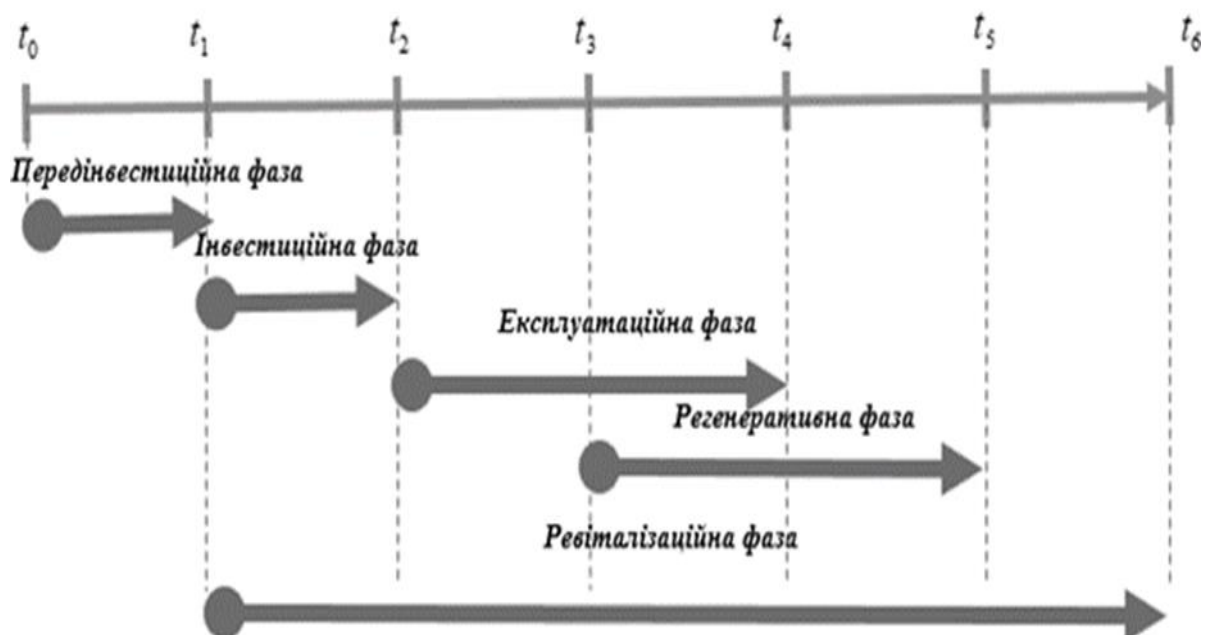 t₀ t₁ t₂ t₃ t₄ t₅ t₆
Передінвестиційна фаза
Інвестиційна фаза
Експлуатаційна фаза
Регенеративна фаза
Ревіталізаційна фаза